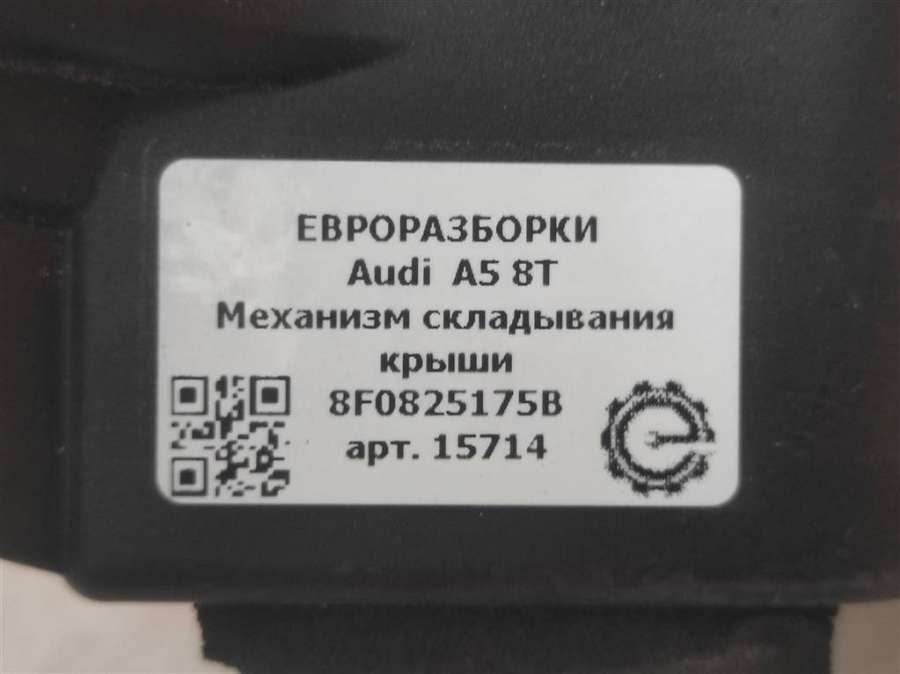 ЕВРОРАЗБОРКИ
Audi A5 8T
Механизм складывания
крыши
8F0825175B
арт. 15714